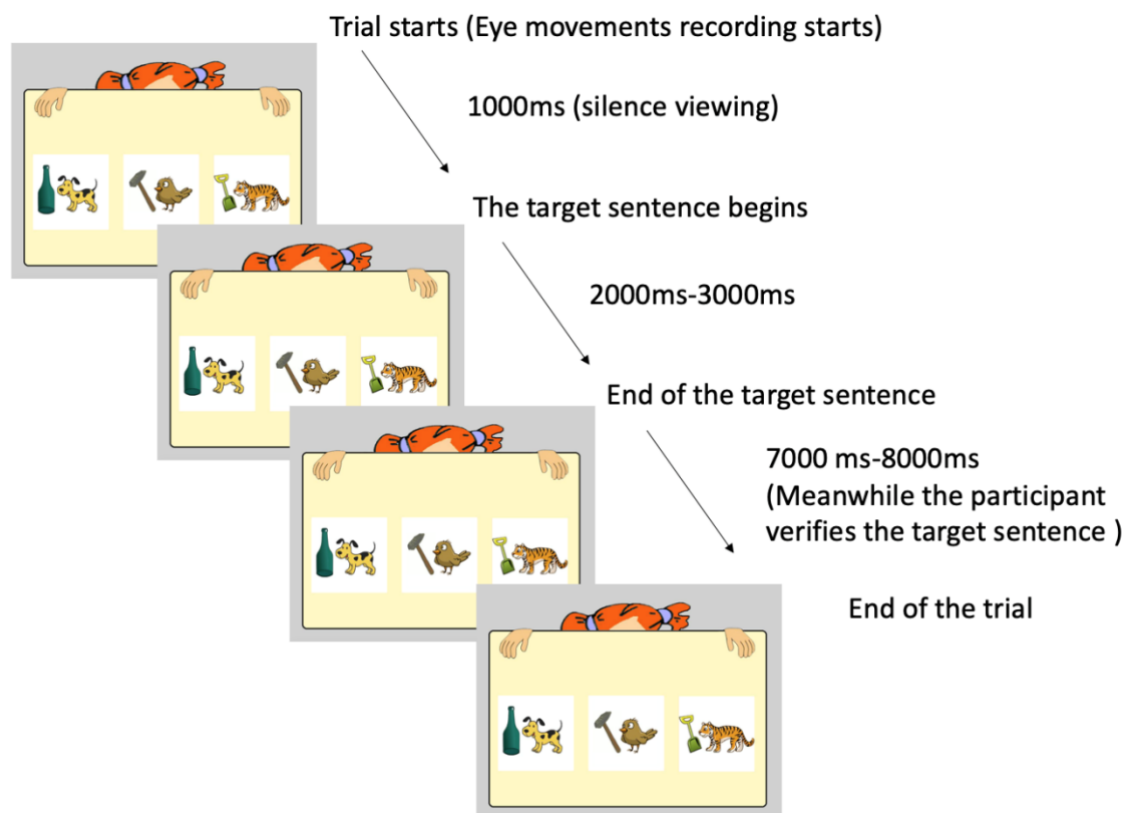 Trial starts (Eye movements recording starts)
1000ms (silence viewing)
The target sentence begins
2000ms-3000ms
End of the target sentence
7000 ms-8000ms
(Meanwhile the participant
verifies the target sentence )
End of the trial